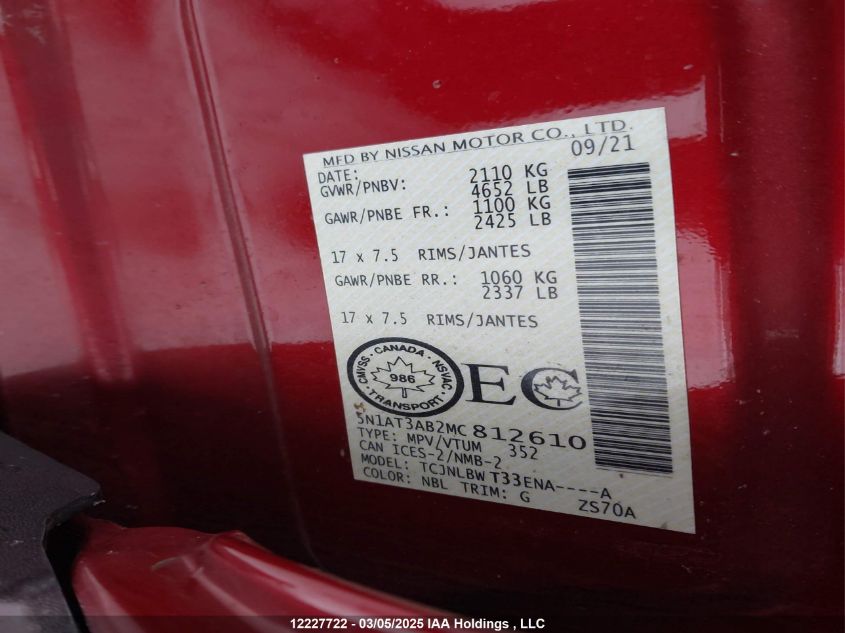 MFD BY NISSAN MOTOR CO., LTD.
DATE: 09/21
GVWR/PNBV: 2110 KG
4652 LB
GAWR/PNBE FR.: 1100 KG
2425 LB
17 x 7.5 RIMS/JANTES
GAWR/PNBE RR.: 1060 KG
2337 LB
17 x 7.5 RIMS/JANTES
CMVSS · CANADA · NSVAC
986
· TRANSPORT ·
EC
5N1AT3AB2MC812610
TYPE: MPV/VTUM 352
CAN ICES-2/NMB-2
MODEL: TCJNLBW T33ENA----A
COLOR: NBL TRIM: G ZS70A
12227722 - 03/05/2025 IAA Holdings , LLC